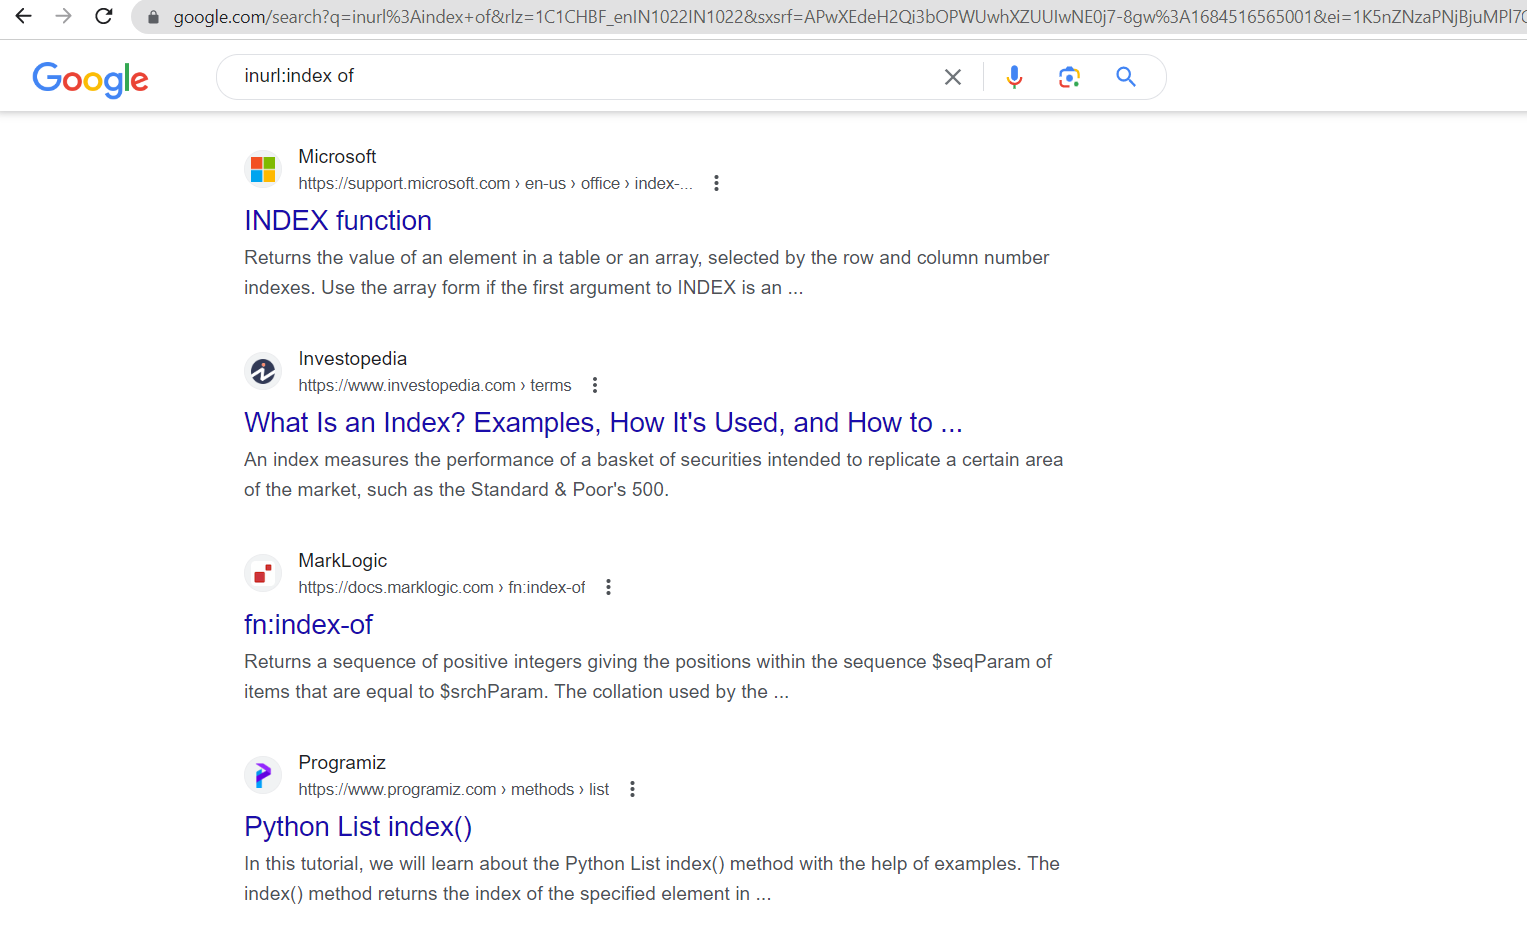 google.com/search?q=inurl%3Aindex+of&rlz=1C1CHBF_enIN1022IN1022&sxsrf=APwXEdeH2Qi3bOPWUwhXZUUIwNE0j7-8gw%3A1684516565001&ei=1K5nZNzaPNjBjuMPl7
Google
inurl:index of
Microsoft
https://support.microsoft.com › en-us › office › index-...
INDEX function
Returns the value of an element in a table or an array, selected by the row and column number
indexes. Use the array form if the first argument to INDEX is an ...
Investopedia
https://www.investopedia.com › terms
What Is an Index? Examples, How It's Used, and How to ...
An index measures the performance of a basket of securities intended to replicate a certain area
of the market, such as the Standard & Poor's 500.
MarkLogic
https://docs.marklogic.com › fn:index-of
fn:index-of
Returns a sequence of positive integers giving the positions within the sequence $seqParam of
items that are equal to $srchParam. The collation used by the ...
Programiz
https://www.programiz.com › methods › list
Python List index()
In this tutorial, we will learn about the Python List index() method with the help of examples. The
index() method returns the index of the specified element in ...